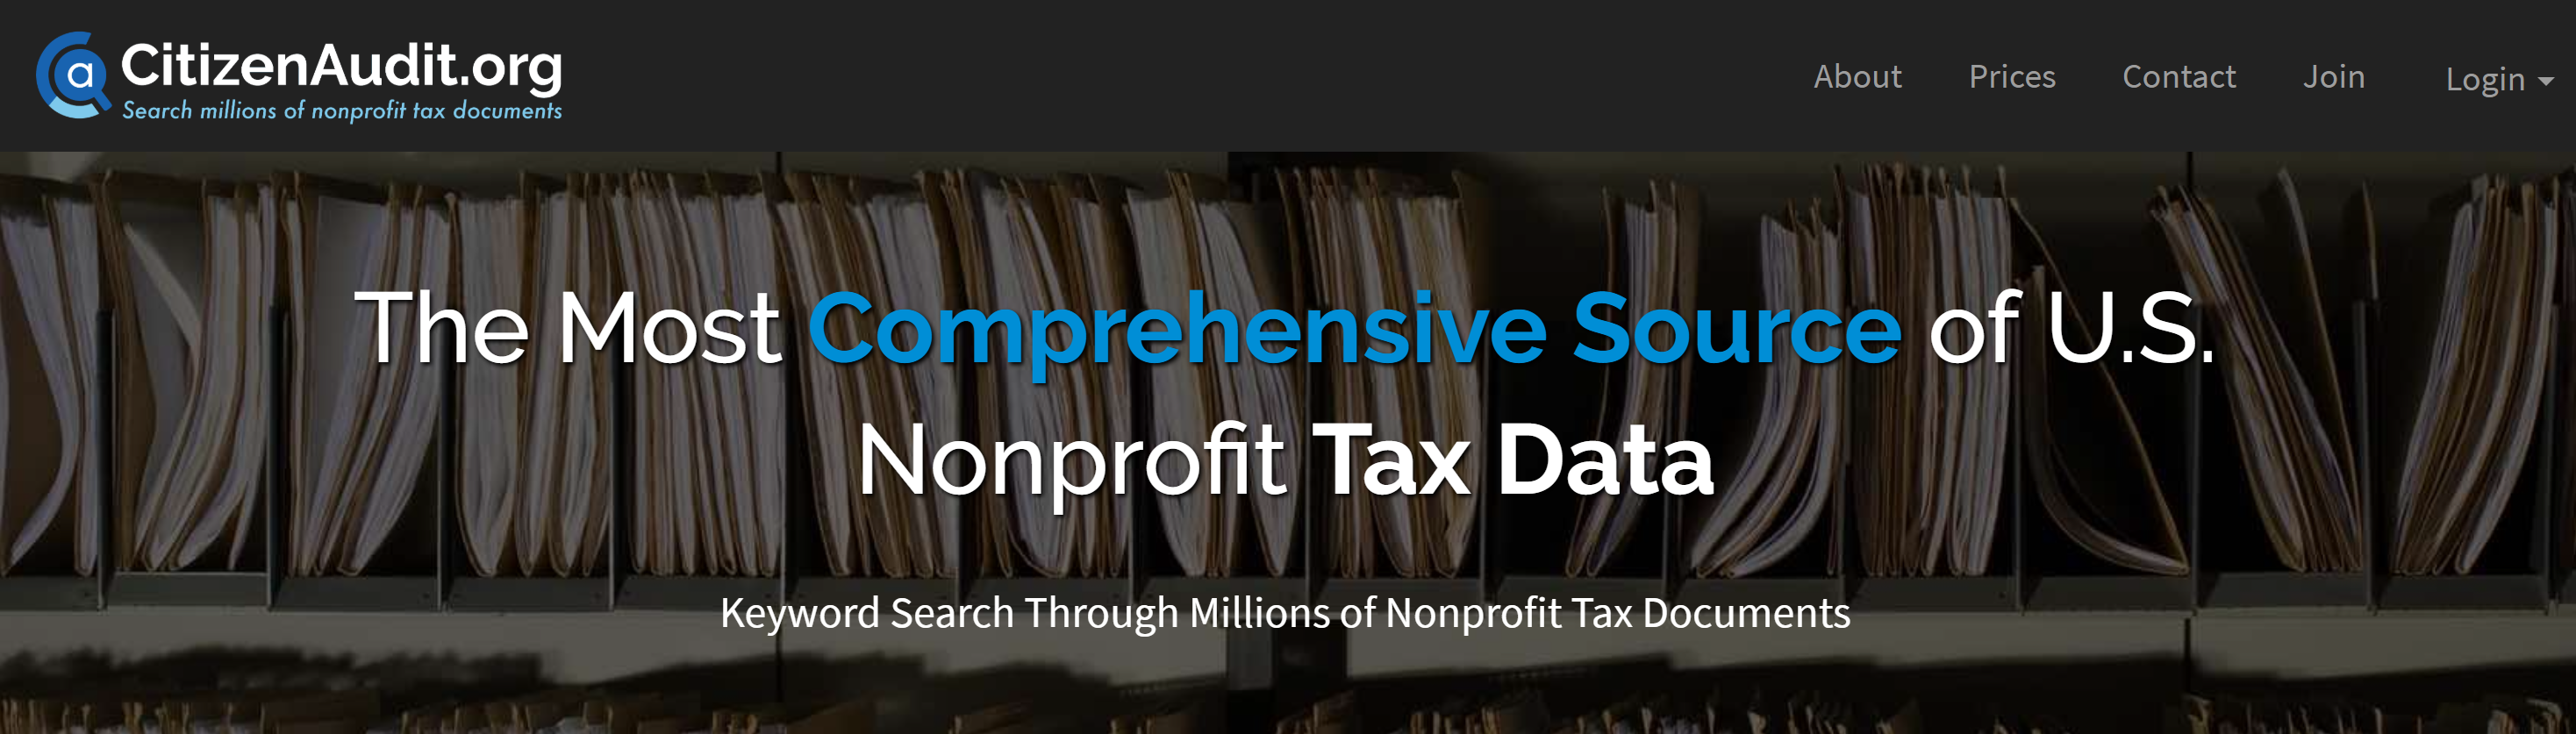 CitizenAudit.org
Search millions of nonprofit tax documents
About Prices Contact Join Login
The Most Comprehensive Source of U.S.
Nonprofit Tax Data
Keyword Search Through Millions of Nonprofit Tax Documents